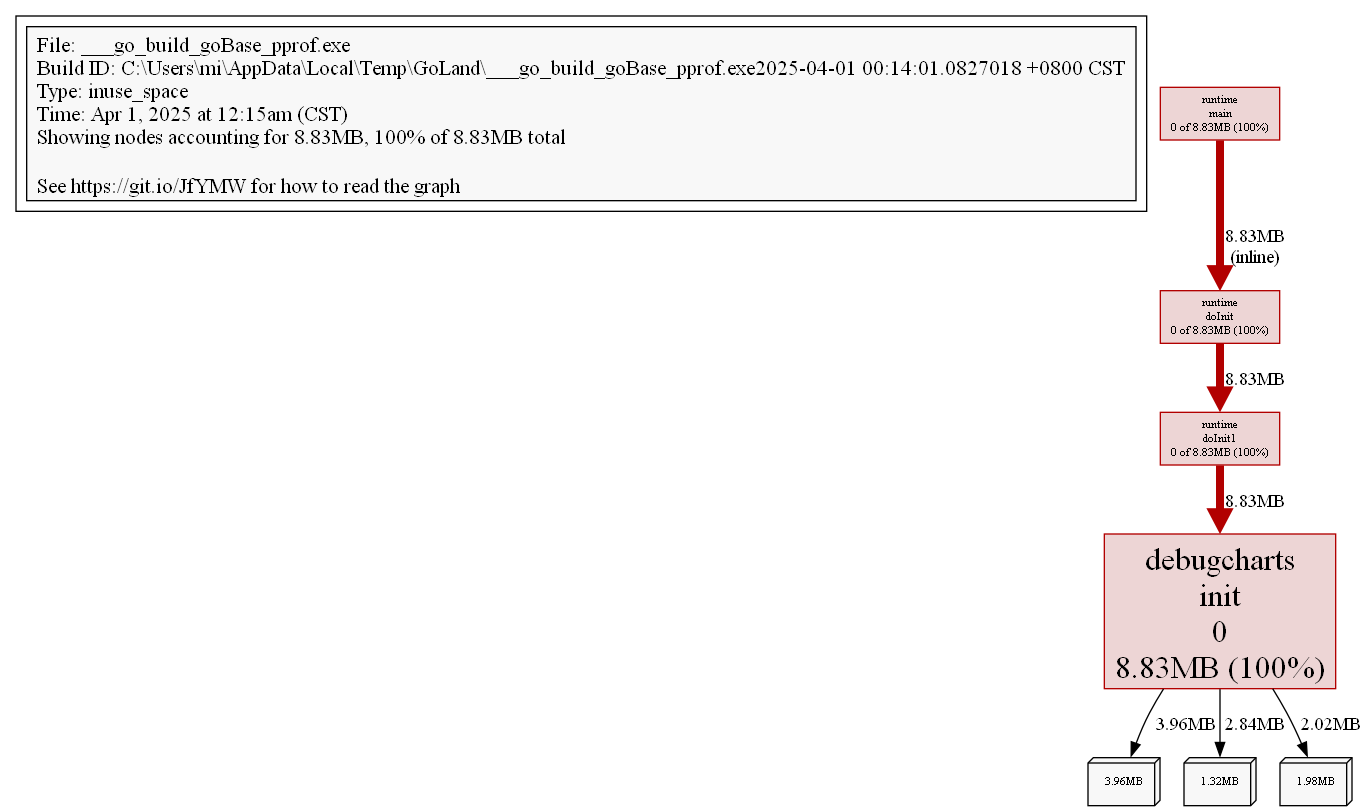 File: ___go_build_goBase_pprof.exe
Build ID: C:\Users\mi\AppData\Local\Temp\GoLand\___go_build_goBase_pprof.exe2025-04-01 00:14:01.0827018 +0800 CST
Type: inuse_space
Time: Apr 1, 2025 at 12:15am (CST)
Showing nodes accounting for 8.83MB, 100% of 8.83MB total
See https://git.io/JfYMW for how to read the graph
runtime
main
0 of 8.83MB (100%)
8.83MB
(inline)
runtime
doInit
0 of 8.83MB (100%)
8.83MB
runtime
doInit1
0 of 8.83MB (100%)
8.83MB
debugcharts
init
0
8.83MB (100%)
3.96MB
2.84MB
2.02MB
3.96MB
1.32MB
1.98MB